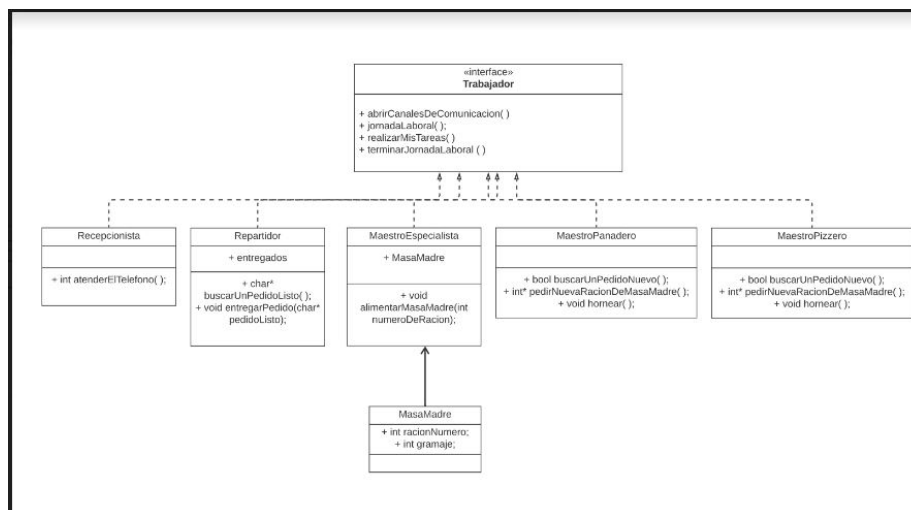 «interface»
Trabajador
+ abrirCanalesDeComunicacion( )
+ jornadaLaboral( );
+ realizarMisTareas( )
+ terminarJornadaLaboral ( )
Recepcionista
+ int atenderElTelefono( );
Repartidor
+ entregados
+ char*
buscarUnPedidoListo( );
+ void entregarPedido(char*
pedidoListo);
MaestroEspecialista
+ MasaMadre
+ void
alimentarMasaMadre(int
numeroDeRacion);
MaestroPanadero
+ bool buscarUnPedidoNuevo( );
+ int* pedirNuevaRacionDeMasaMadre( );
+ void hornear( );
MaestroPizzero
+ bool buscarUnPedidoNuevo( );
+ int* pedirNuevaRacionDeMasaMadre( );
+ void hornear( );
MasaMadre
+ int racionNumero;
+ int gramaje;